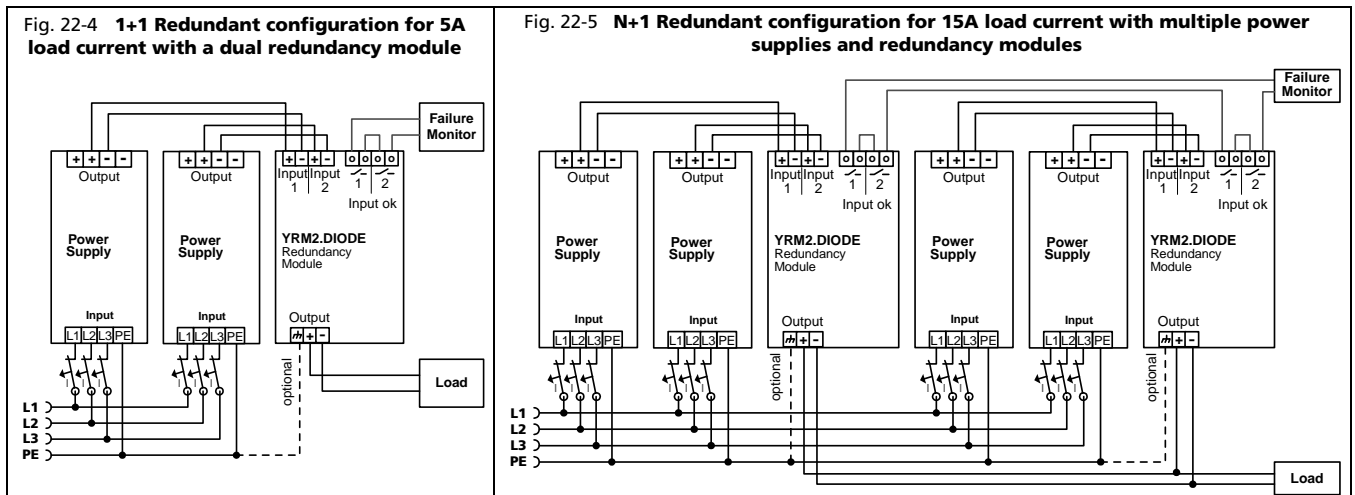 Fig. 22-4 1+1 Redundant configuration for 5A
load current with a dual redundancy module
Failure
Monitor
+ + - -
Output
Power
Supply
Input
L1 L2 L3 PE
+ + - -
Output
Power
Supply
Input
L1 L2 L3 PE
+ - + -
o o o o
Input Input
1 2
1 2
Input ok
YRM2.DIODE
Redundancy
Module
Output
+ -
optional
Load
I I I
I I I
L1
L2
L3
PE
Fig. 22-5 N+1 Redundant configuration for 15A load current with multiple power
supplies and redundancy modules
Failure
Monitor
+ + - -
Output
Power
Supply
Input
L1 L2 L3 PE
+ + - -
Output
Power
Supply
Input
L1 L2 L3 PE
+ - + -
o o o o
Input Input
1 2
1 2
Input ok
YRM2.DIODE
Redundancy
Module
Output
+ -
optional
+ + - -
Output
Power
Supply
Input
L1 L2 L3 PE
+ + - -
Output
Power
Supply
Input
L1 L2 L3 PE
+ - + -
o o o o
Input Input
1 2
1 2
Input ok
YRM2.DIODE
Redundancy
Module
Output
+ -
optional
I I I
I I I
I I I
I I I
L1
L2
L3
PE
Load